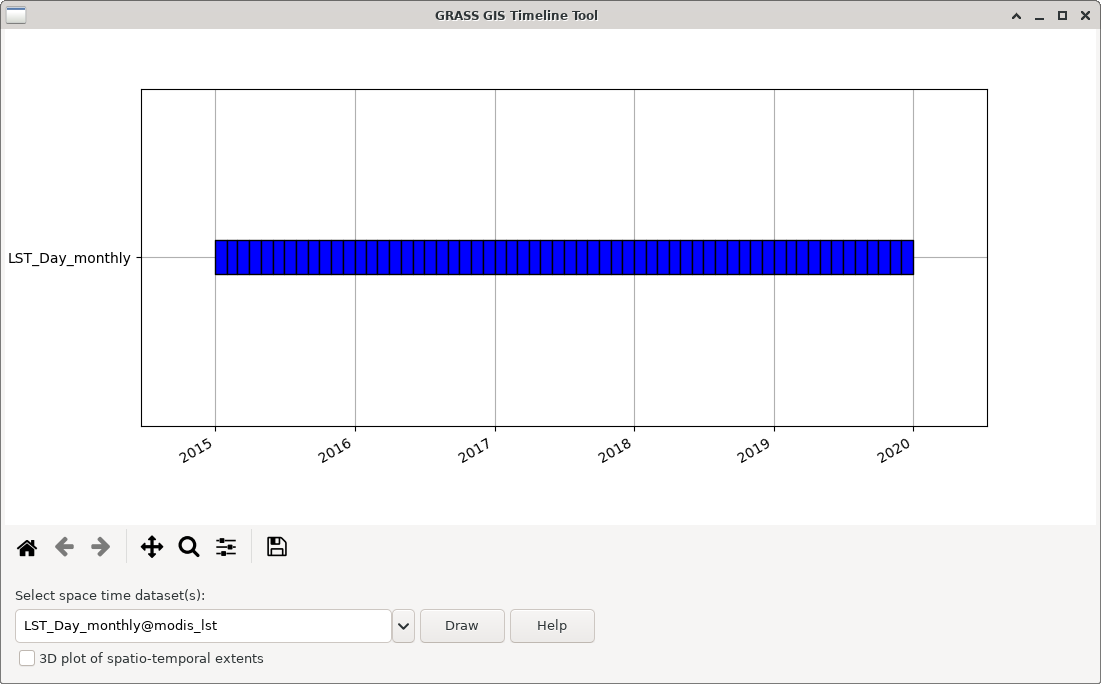 GRASS GIS Timeline Tool
LST_Day_monthly
2015 2016 2017 2018 2019 2020
Select space time dataset(s):
LST_Day_monthly@modis_lst Draw Help
3D plot of spatio-temporal extents